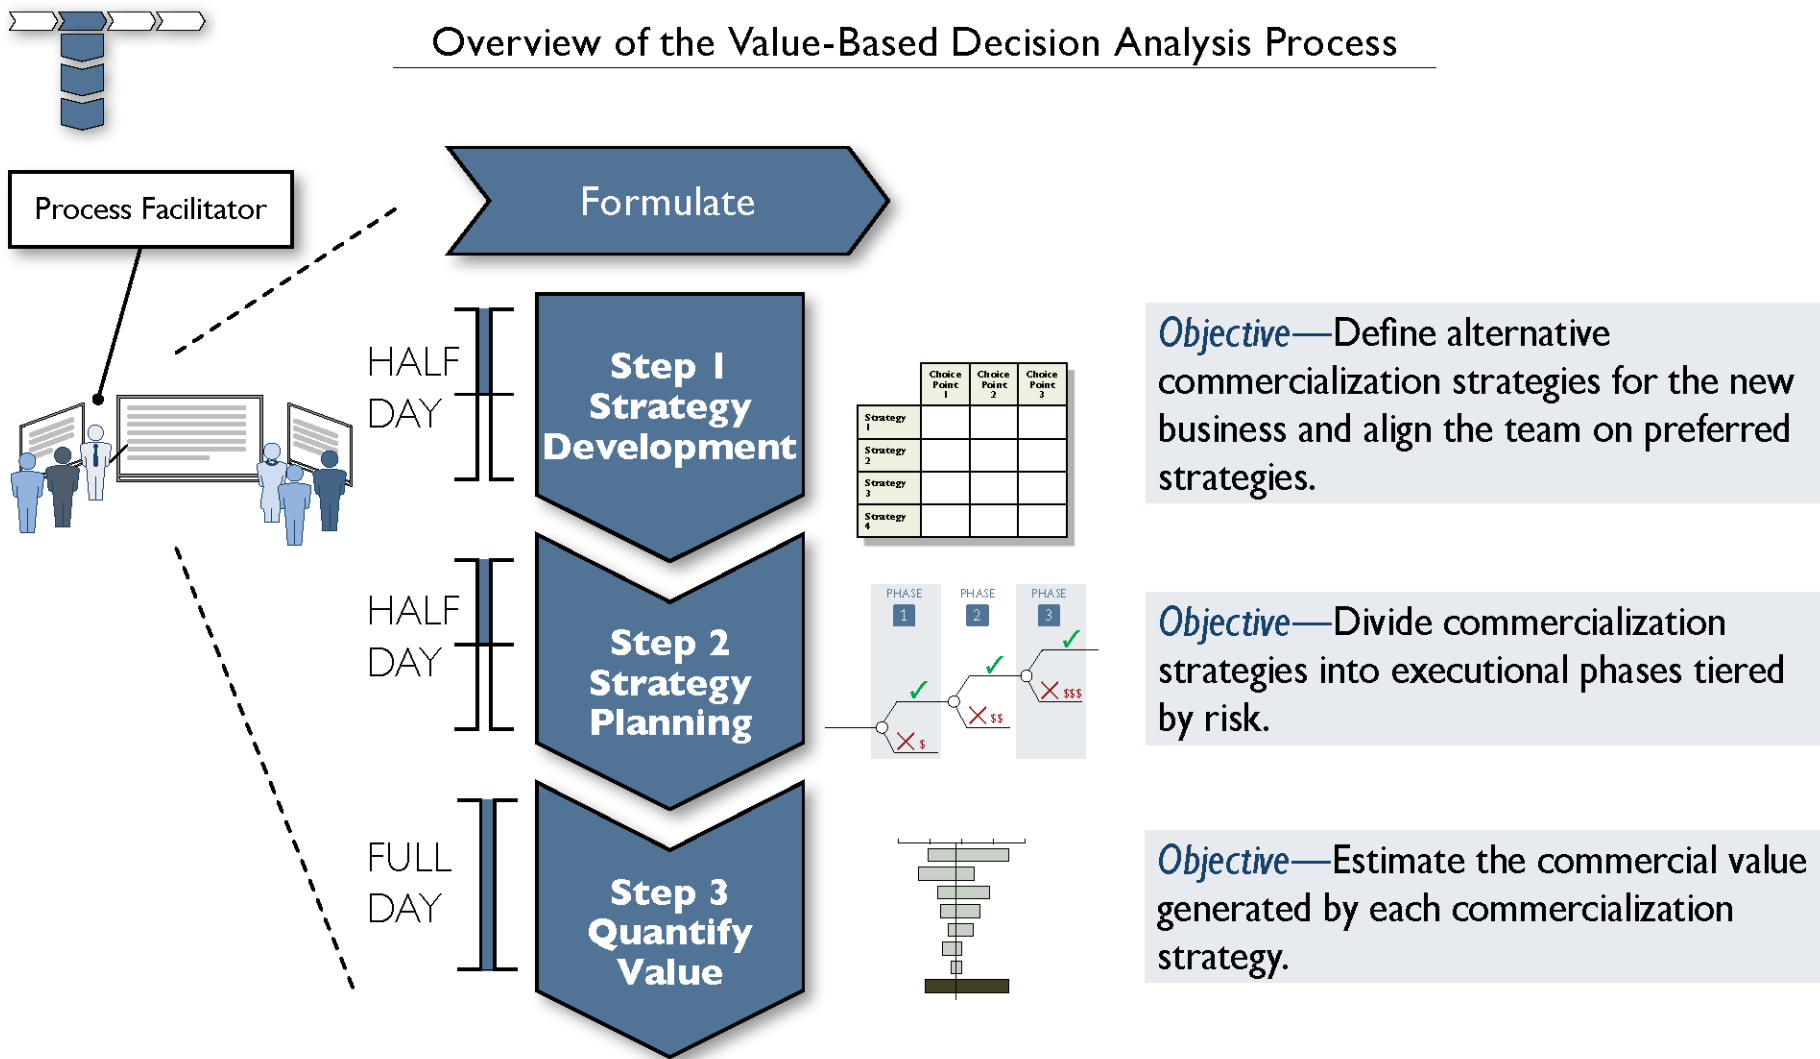 Overview of the Value-Based Decision Analysis Process
Process Facilitator
Formulate
HALF
DAY
Step 1
Strategy
Development
Choice
Point
1
Choice
Point
2
Choice
Point
3
Strategy
1
Strategy
2
Strategy
3
Strategy
4
Objective—Define alternative
commercialization strategies for the new
business and align the team on preferred
strategies.
HALF
DAY
Step 2
Strategy
Planning
PHASE
1
PHASE
2
PHASE
3
$
$$
$$$
Objective—Divide commercialization
strategies into executional phases tiered
by risk.
FULL
DAY
Step 3
Quantify
Value
Objective—Estimate the commercial value
generated by each commercialization
strategy.